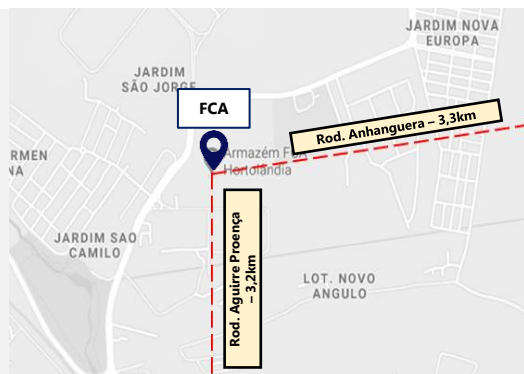 JARDIM NOVA
EUROPA
JARDIM
SÃO JORGE
FCA
Rod. Anhanguera – 3,3km
Armazém F
Hortolandia
RMEN
NA
JARDIM SAO
CAMILO
Rod. Aguirre Proença
– 3,2km
LOT. NOVO
ANGULO